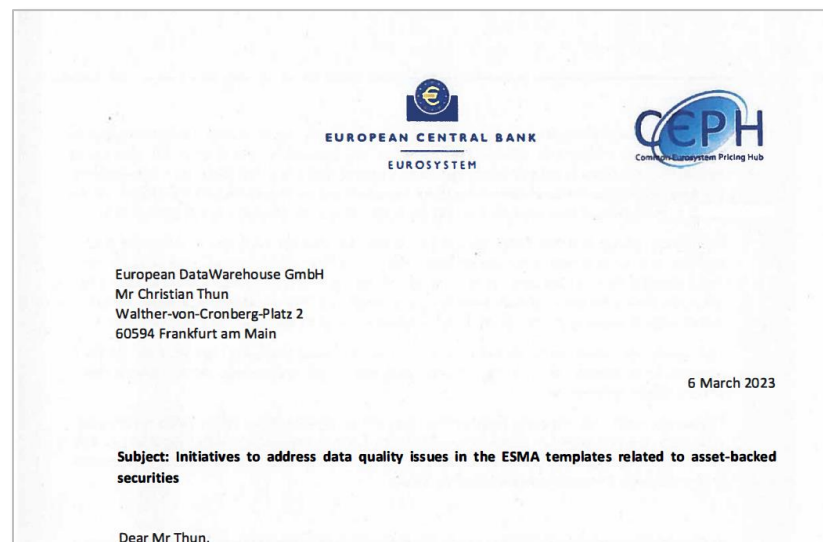 EUROPEAN CENTRAL BANK
EUROSYSTEM
CEPH
Common Eurosystem Pricing Hub
European DataWarehouse GmbH
Mr Christian Thun
Walther-von-Cronberg-Platz 2
60594 Frankfurt am Main
6 March 2023
Subject: Initiatives to address data quality issues in the ESMA templates related to asset-backed
securities
Dear Mr Thun,